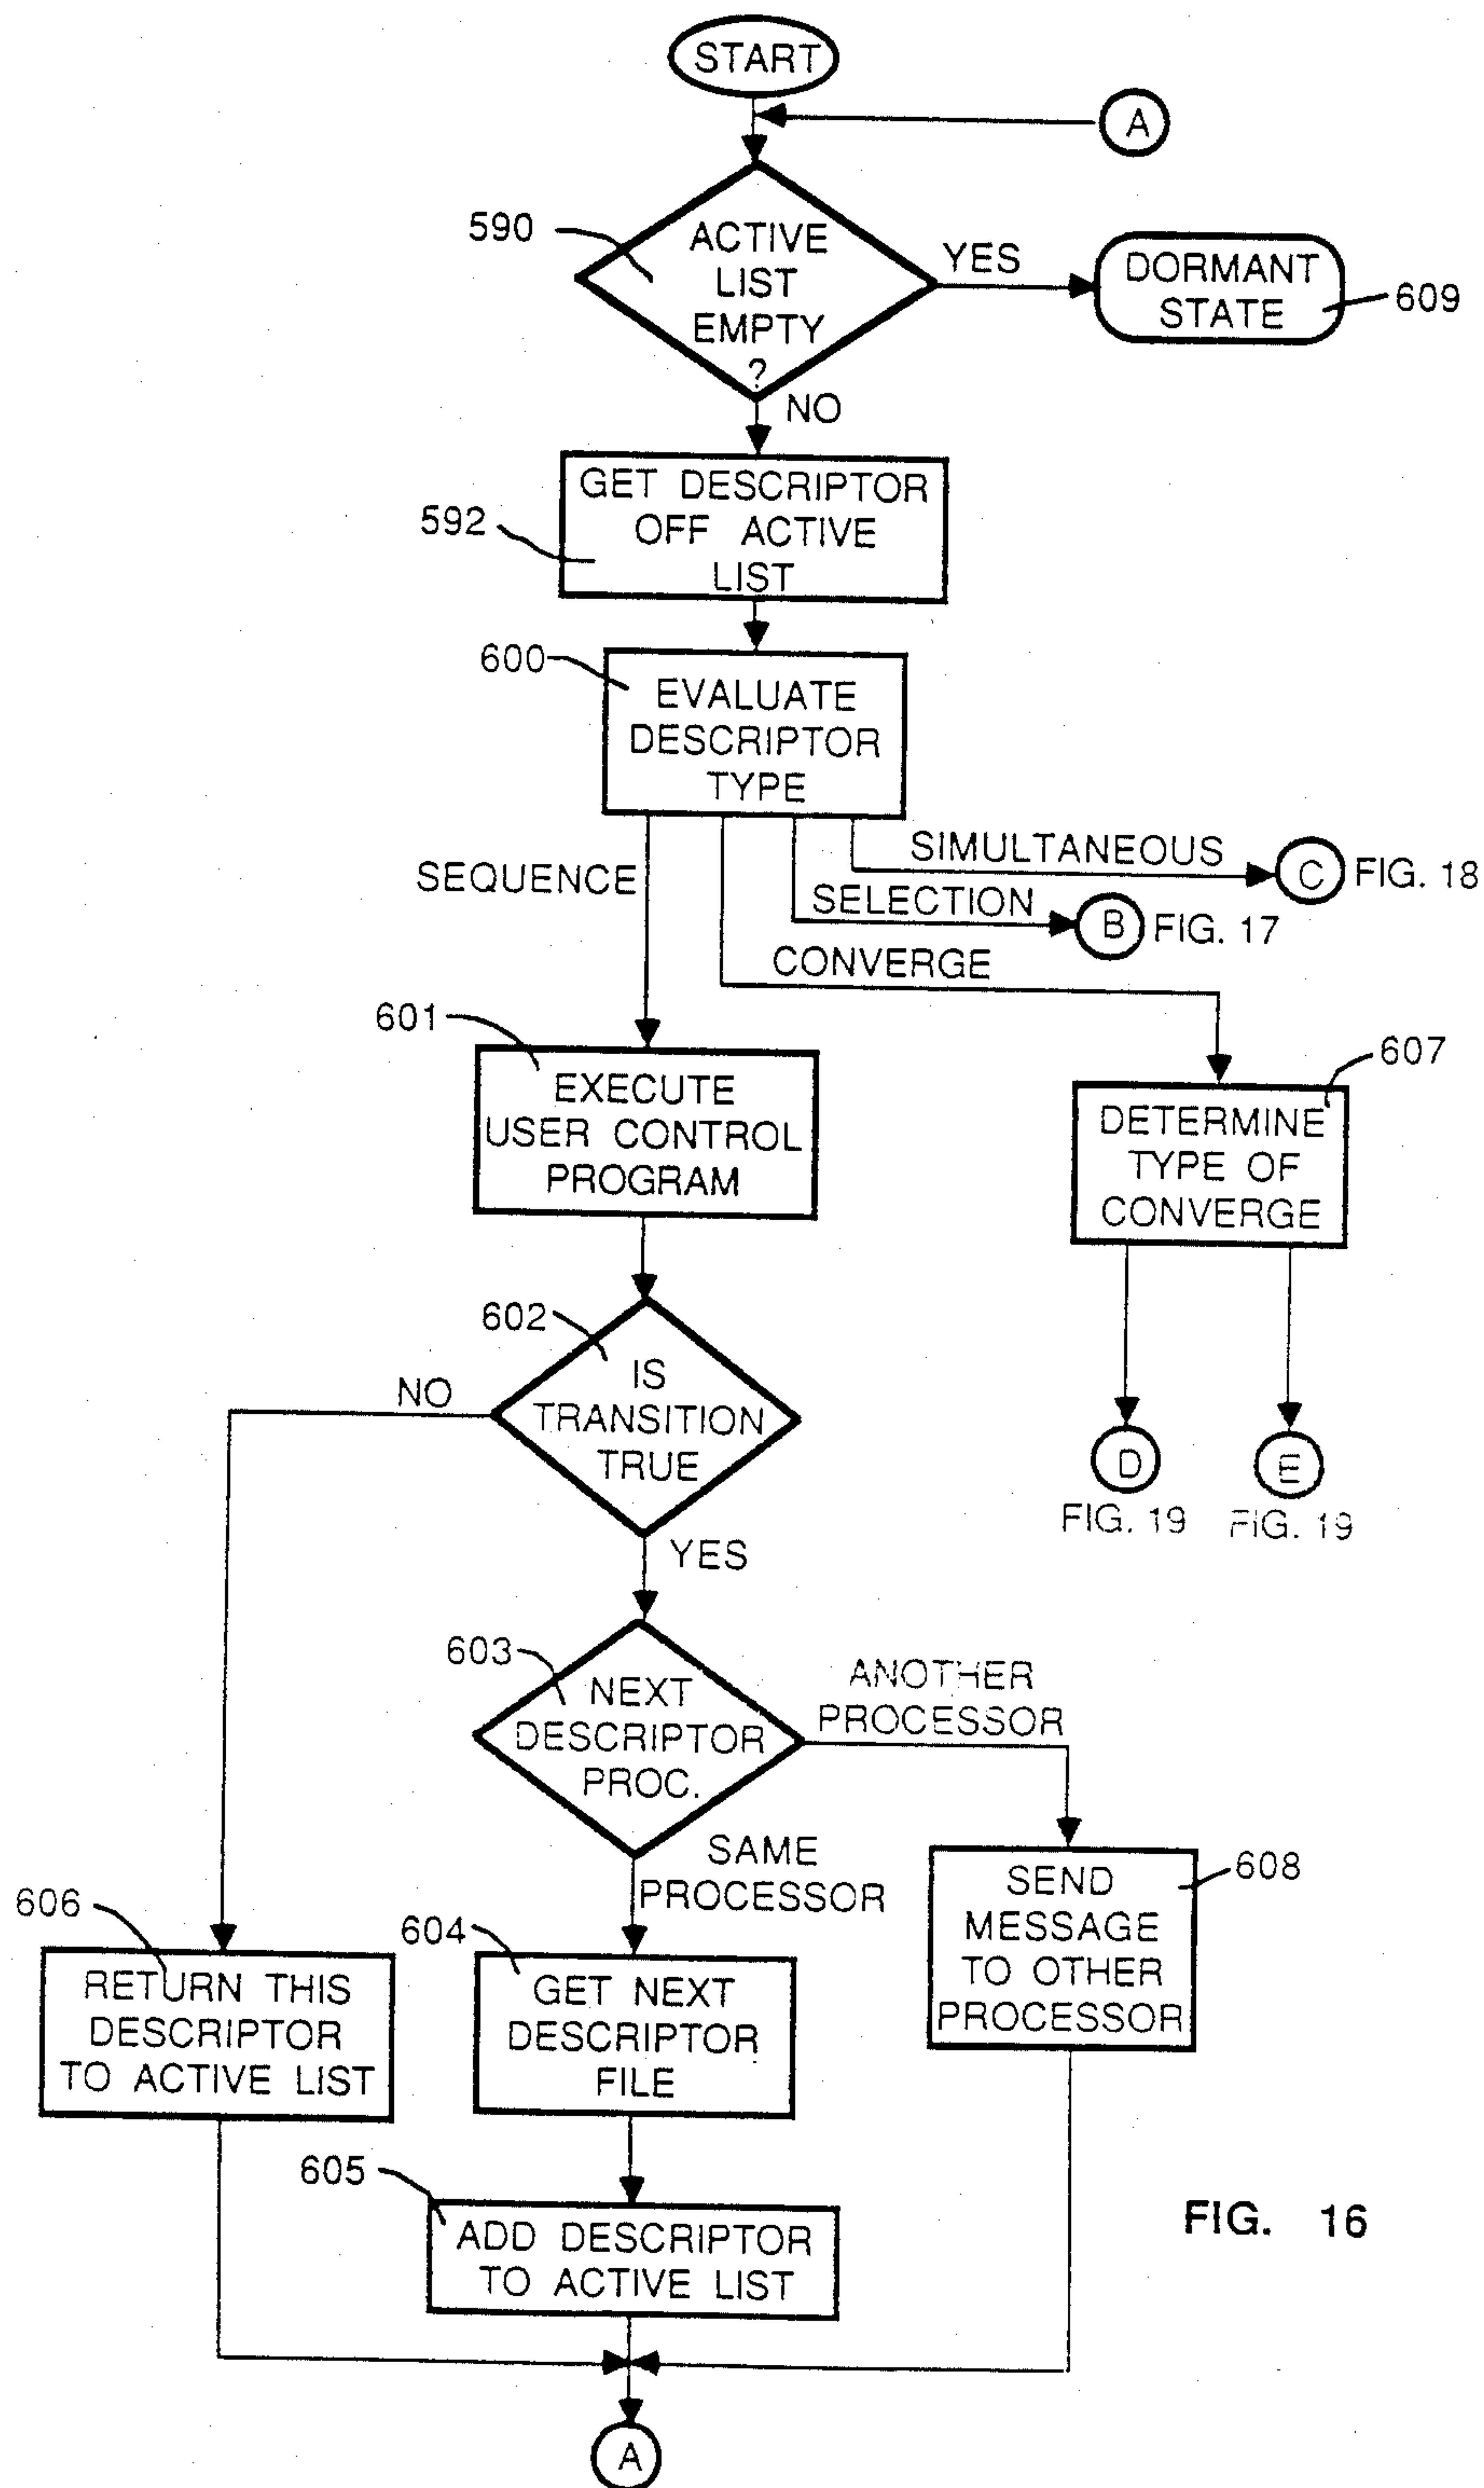 START
A
590
ACTIVE
LIST
EMPTY
?
YES
DORMANT
STATE
609
NO
592
GET DESCRIPTOR
OFF ACTIVE
LIST
600
EVALUATE
DESCRIPTOR
TYPE
SEQUENCE
SIMULTANEOUS
C FIG. 18
SELECTION
B FIG. 17
CONVERGE
601
EXECUTE
USER CONTROL
PROGRAM
607
DETERMINE
TYPE OF
CONVERGE
602
IS
TRANSITION
TRUE
NO
YES
D
FIG. 19
E
FIG. 19
603
NEXT
DESCRIPTOR
PROC.
ANOTHER
PROCESSOR
SAME
PROCESSOR
606
RETURN THIS
DESCRIPTOR
TO ACTIVE LIST
604
GET NEXT
DESCRIPTOR
FILE
608
SEND
MESSAGE
TO OTHER
PROCESSOR
605
ADD DESCRIPTOR
TO ACTIVE LIST
FIG. 16
A